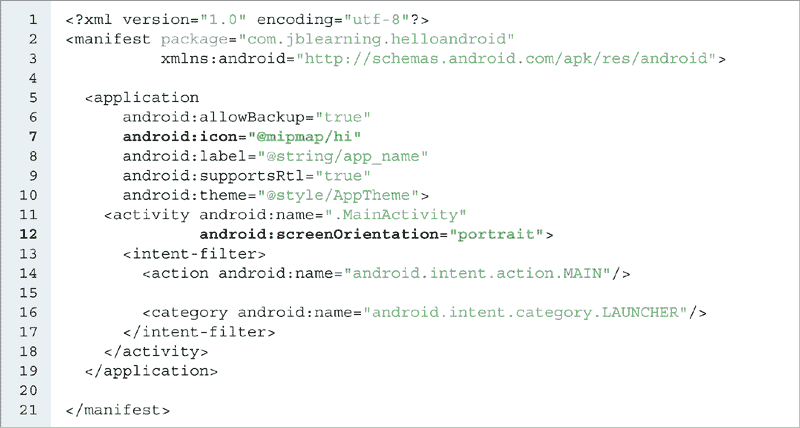 1 <?xml version="1.0" encoding="utf-8"?>
2 <manifest package="com.jblearning.helloandroid"
3           xmlns:android="http://schemas.android.com/apk/res/android">
4
5   <application
6       android:allowBackup="true"
7       android:icon="@mipmap/hi"
8       android:label="@string/app_name"
9       android:supportsRtl="true"
10       android:theme="@style/AppTheme">
11     <activity android:name=".MainActivity"
12               android:screenOrientation="portrait">
13       <intent-filter>
14         <action android:name="android.intent.action.MAIN"/>
15
16         <category android:name="android.intent.category.LAUNCHER"/>
17       </intent-filter>
18     </activity>
19   </application>
20
21 </manifest>